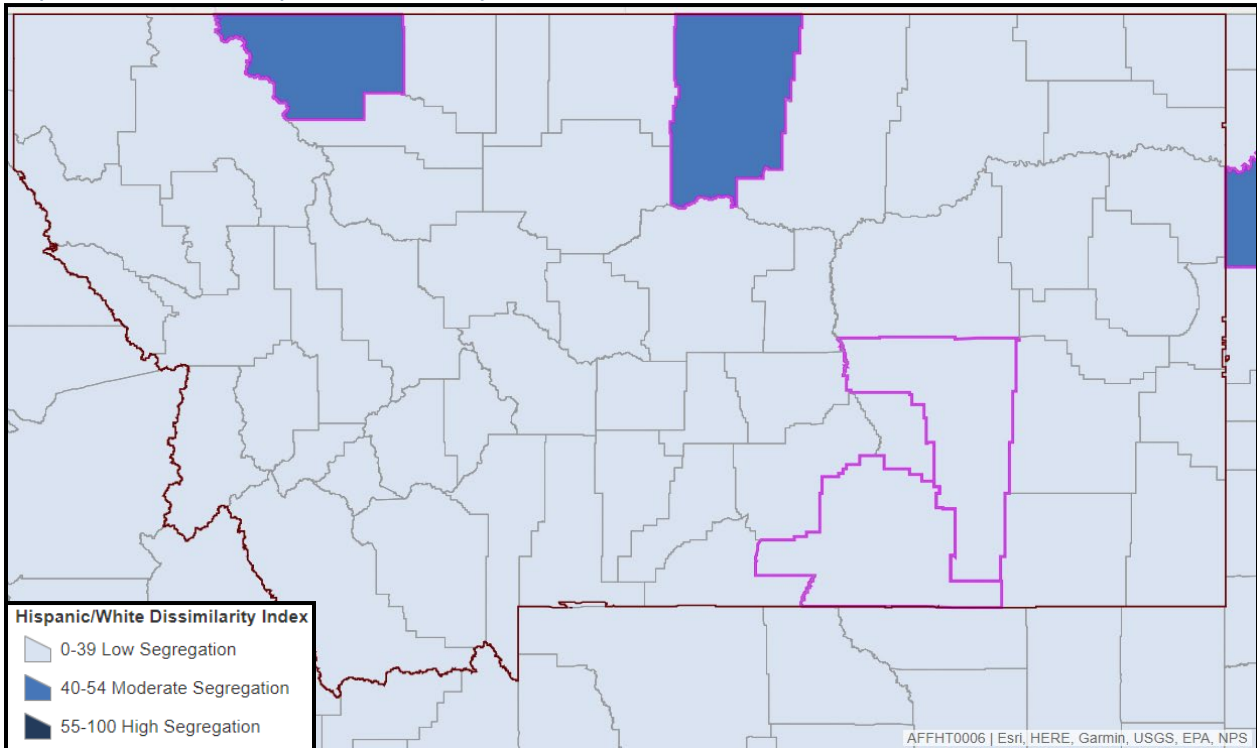 Hispanic/White Dissimilarity Index
0-39 Low Segregation
40-54 Moderate Segregation
55-100 High Segregation
AFFHT0006 | Esri, HERE, Garmin, USGS, EPA, NPS